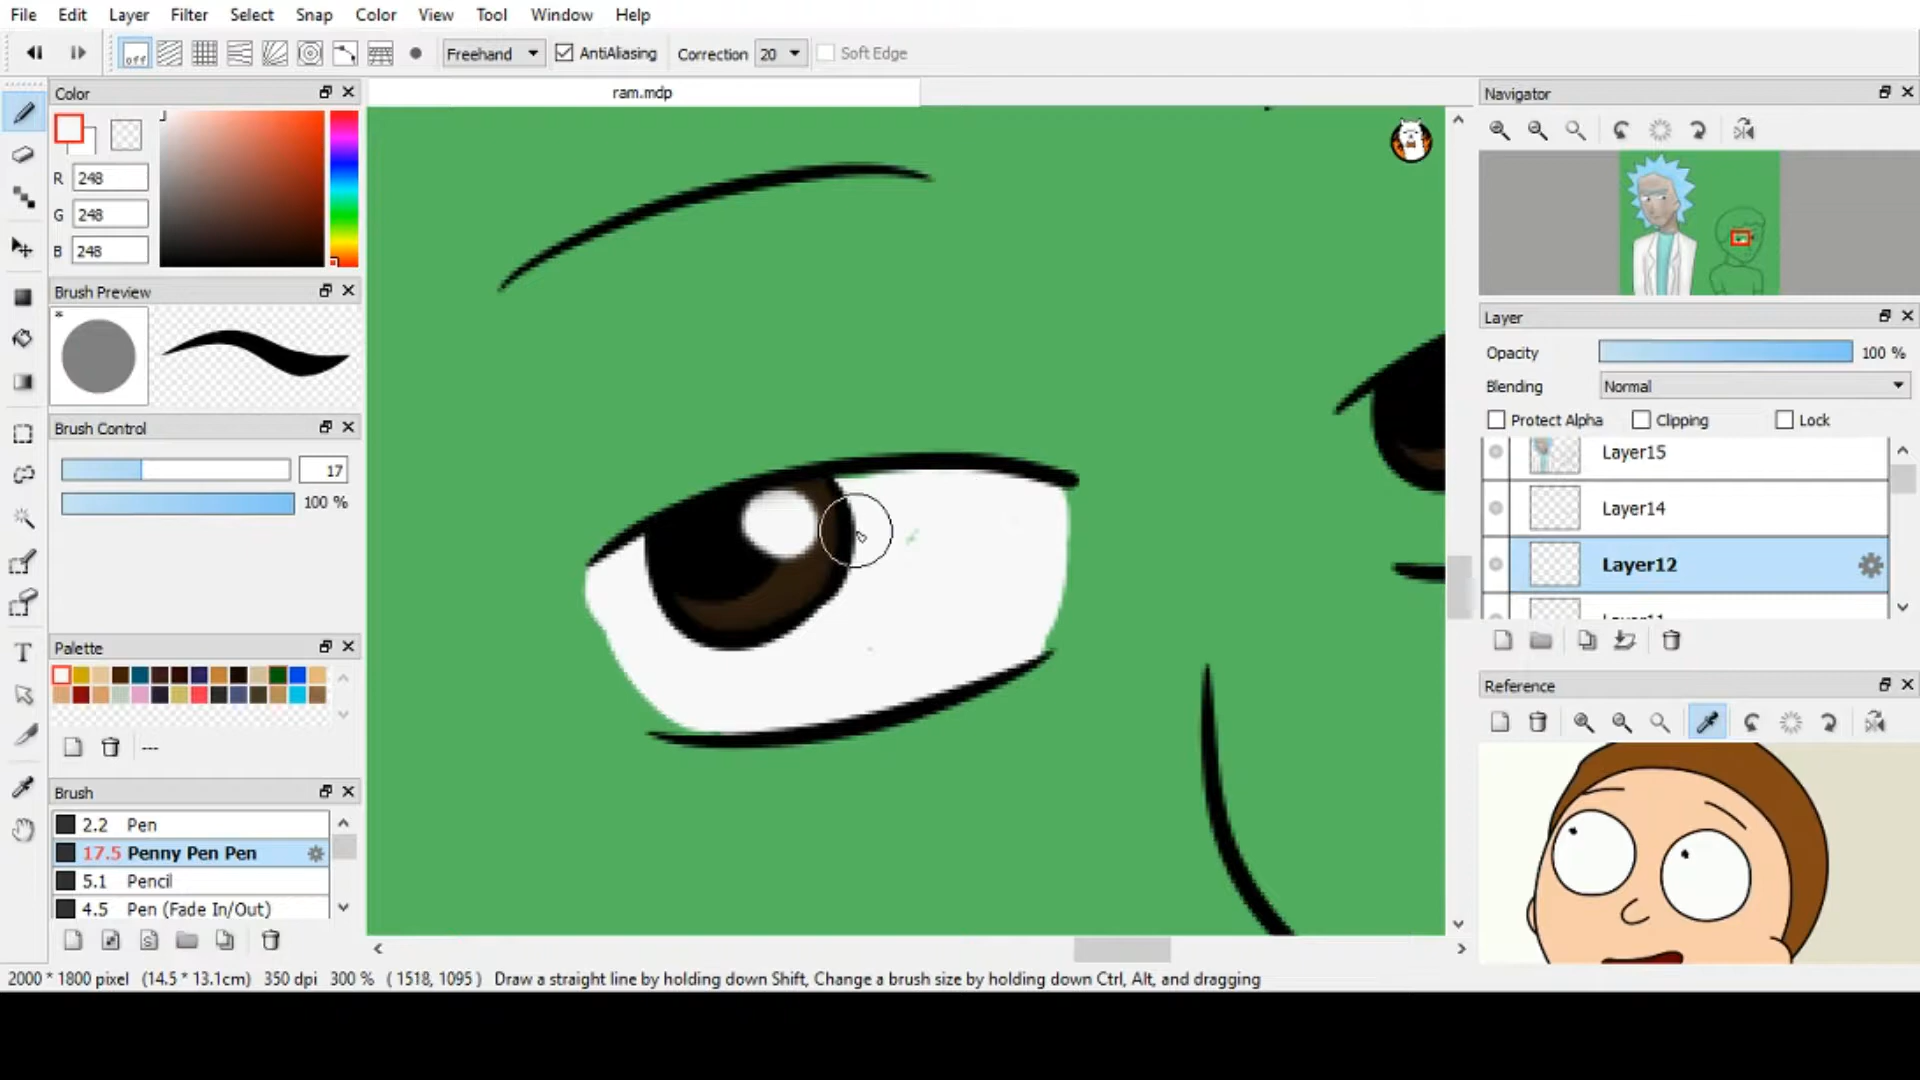 File Edit Layer Filter Select Snap Color View Tool Window Help
off Freehand AntiAliasing Correction 20 Soft Edge
Color
R 248
G 248
B 248
Brush Preview
*
Brush Control
17
100 %
Palette
---
Brush
2.2 Pen
17.5 Penny Pen Pen
5.1 Pencil
4.5 Pen (Fade In/Out)
ram.mdp
Navigator
Layer
Opacity 100 %
Blending Normal
Protect Alpha Clipping Lock
Layer15
Layer14
Layer12
Layer11
Reference
T
2000 * 1800 pixel (14.5 * 13.1cm) 350 dpi 300 % ( 1518, 1095 ) Draw a straight line by holding down Shift, Change a brush size by holding down Ctrl, Alt, and dragging